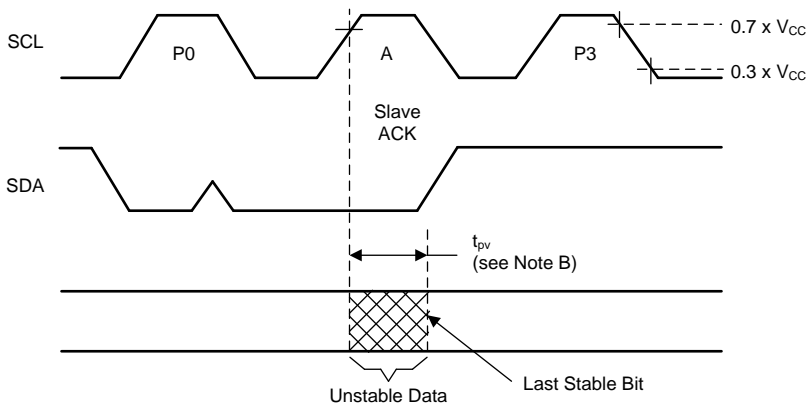 SCL
P0
A
P3
0.7 x VCC
0.3 x VCC
Slave
ACK
SDA
tpv
(see Note B)
Unstable Data
Last Stable Bit